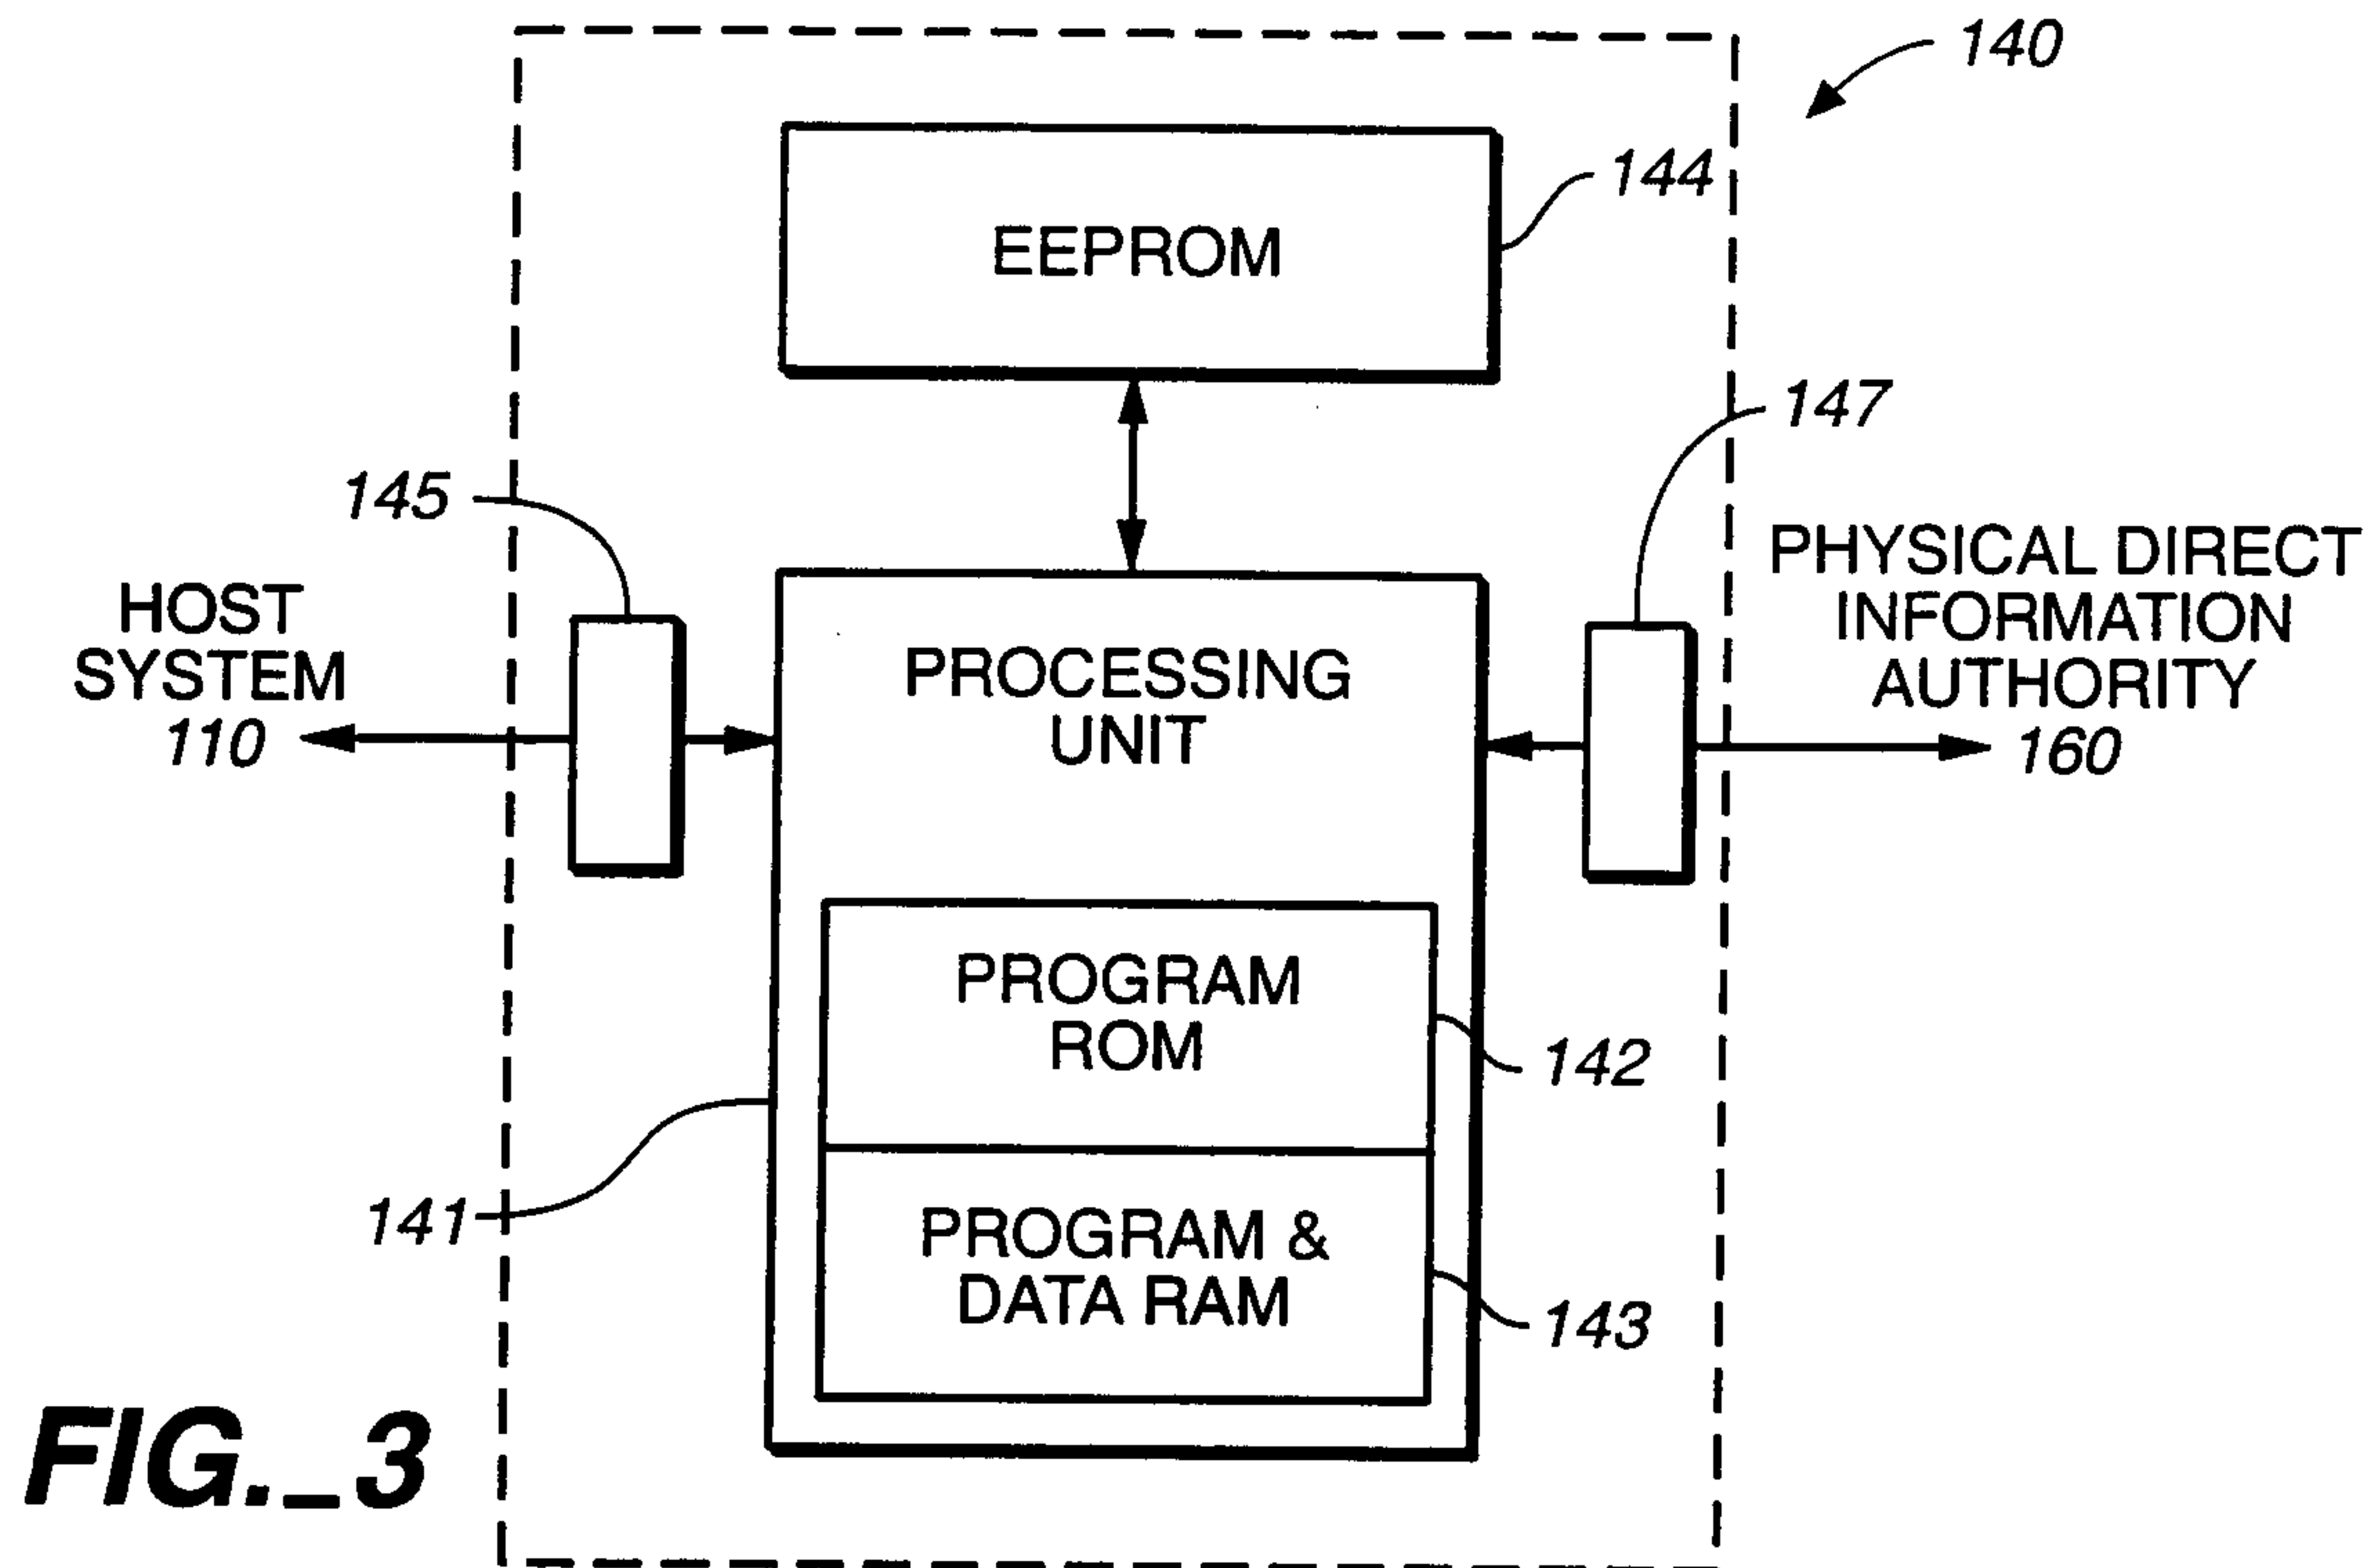 140
EEPROM
144
147
145
HOST
SYSTEM
110
PROCESSING
UNIT
PHYSICAL DIRECT
INFORMATION
AUTHORITY
160
PROGRAM
ROM
142
141
PROGRAM &
DATA RAM
143
FIG._3